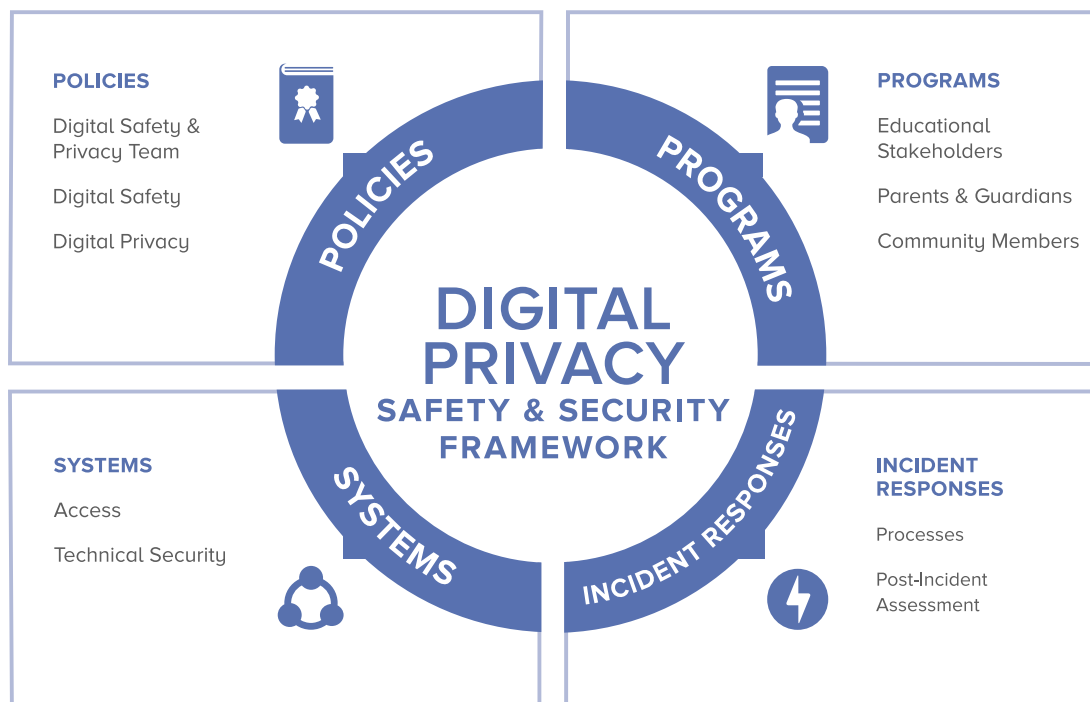 POLICIES
Digital Safety &
Privacy Team
Digital Safety
Digital Privacy
POLICIES
PROGRAMS
PROGRAMS
Educational
Stakeholders
Parents & Guardians
Community Members
DIGITAL
PRIVACY
SAFETY & SECURITY
FRAMEWORK
SYSTEMS
Access
Technical Security
SYSTEMS
INCIDENT RESPONSES
INCIDENT
RESPONSES
Processes
Post-Incident
Assessment